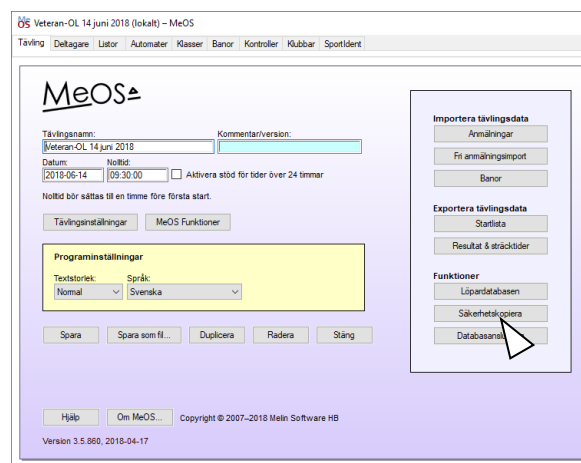 MeOS Veteran-OL 14 juni 2018 (lokalt) – MeOS
Tävling Deltagare Listor Automater Klasser Banor Kontroller Klubbar SportIdent
MeOS
Tävlingsnamn: Kommentar/version:
Veteran-OL 14 juni 2018
Datum: Nolltid:
2018-06-14 09:30:00 Aktivera stöd för tider över 24 timmar
Nolltid bör sättas till en timme före första start.
Tävlingsinställningar MeOS Funktioner
Programinställningar
Textstorlek: Språk:
Normal Svenska
Spara Spara som fil... Duplicera Radera Stäng
Hjälp Om MeOS... Copyright © 2007–2018 Melin Software HB
Version 3.5.860, 2018-04-17
Importera tävlingsdata
Anmälningar
Fri anmälningsimport
Banor
Exportera tävlingsdata
Startlista
Resultat & sträcktider
Funktioner
Löpardatabasen
Säkerhetskopiera